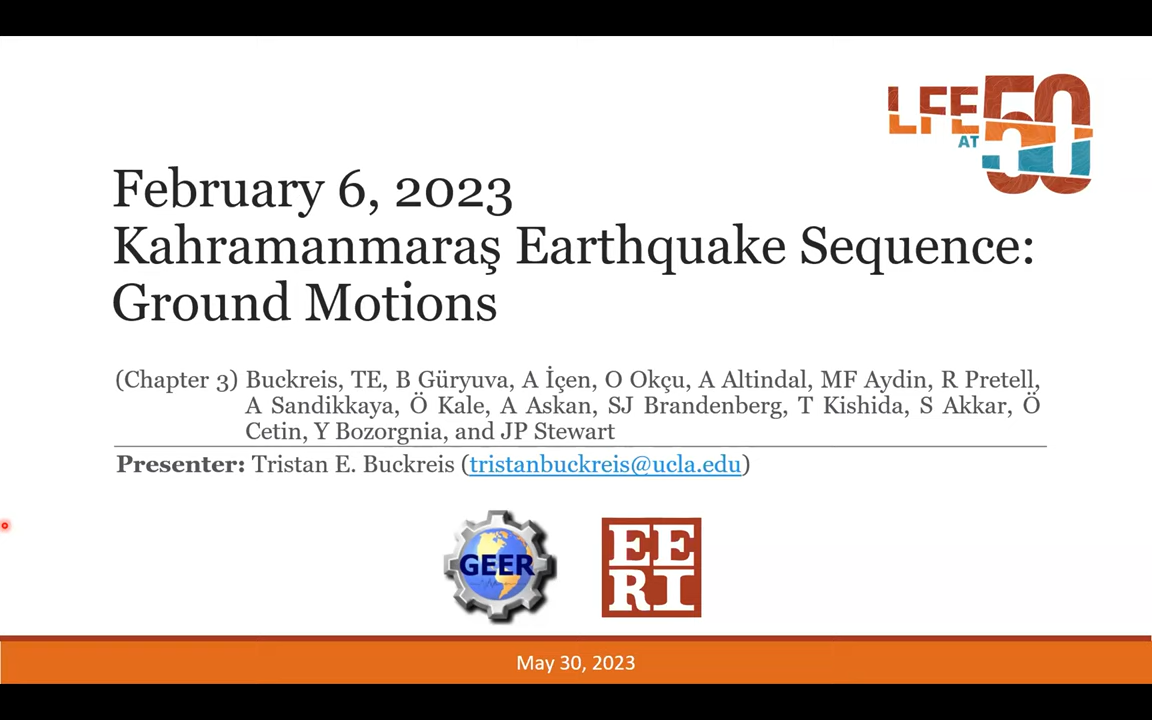 LFE
AT
50
February 6, 2023
Kahramanmaraş Earthquake Sequence:
Ground Motions
(Chapter 3) Buckreis, TE, B Güryuva, A İçen, O Okçu, A Altindal, MF Aydin, R Pretell,
A Sandikkaya, Ö Kale, A Askan, SJ Brandenberg, T Kishida, S Akkar, Ö
Cetin, Y Bozorgnia, and JP Stewart
Presenter: Tristan E. Buckreis (tristanbuckreis@ucla.edu)
GEER
EE
RI
May 30, 2023